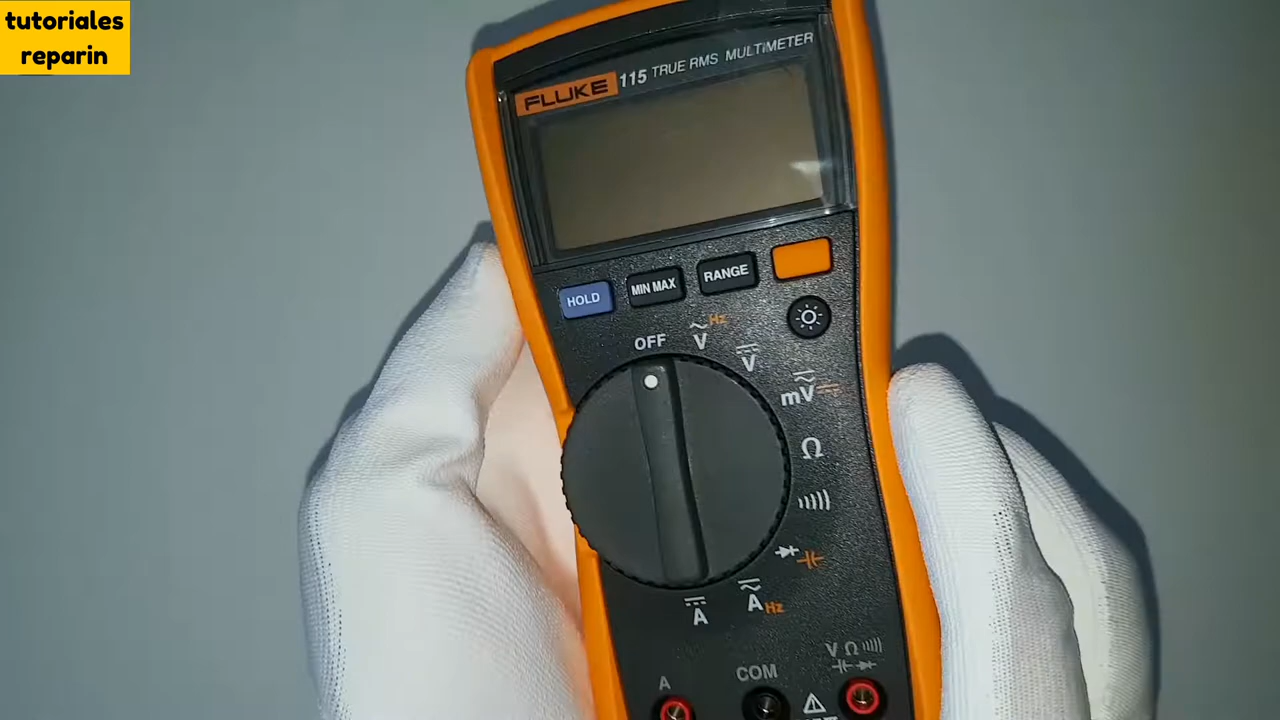 tutoriales
reparin
FLUKE 115 TRUE RMS MULTIMETER
HOLD
MIN MAX
RANGE
OFF
V Hz
V
mV
Ω
A
A Hz
A
COM
V Ω